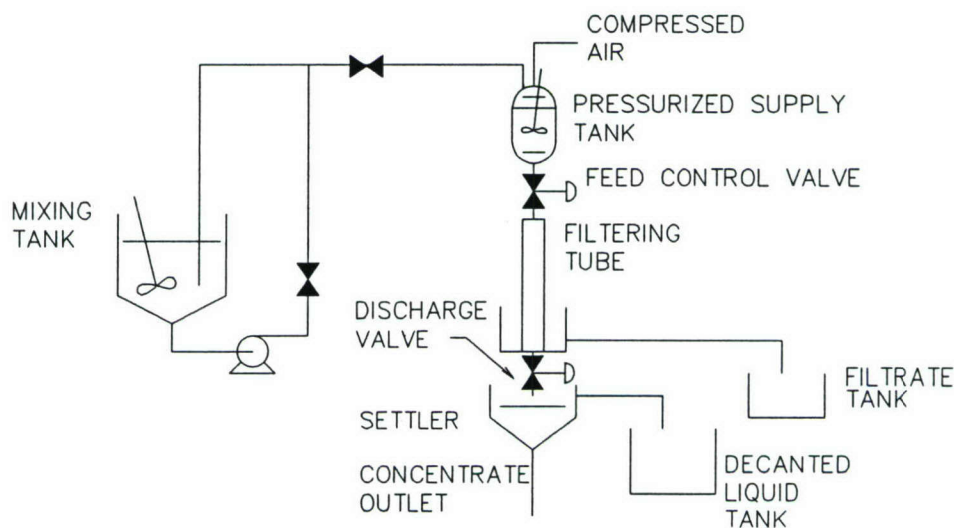 COMPRESSED
AIR
PRESSURIZED SUPPLY
TANK
FEED CONTROL VALVE
MIXING
TANK
FILTERING
TUBE
DISCHARGE
VALVE
FILTRATE
TANK
SETTLER
CONCENTRATE
OUTLET
DECANTED
LIQUID
TANK